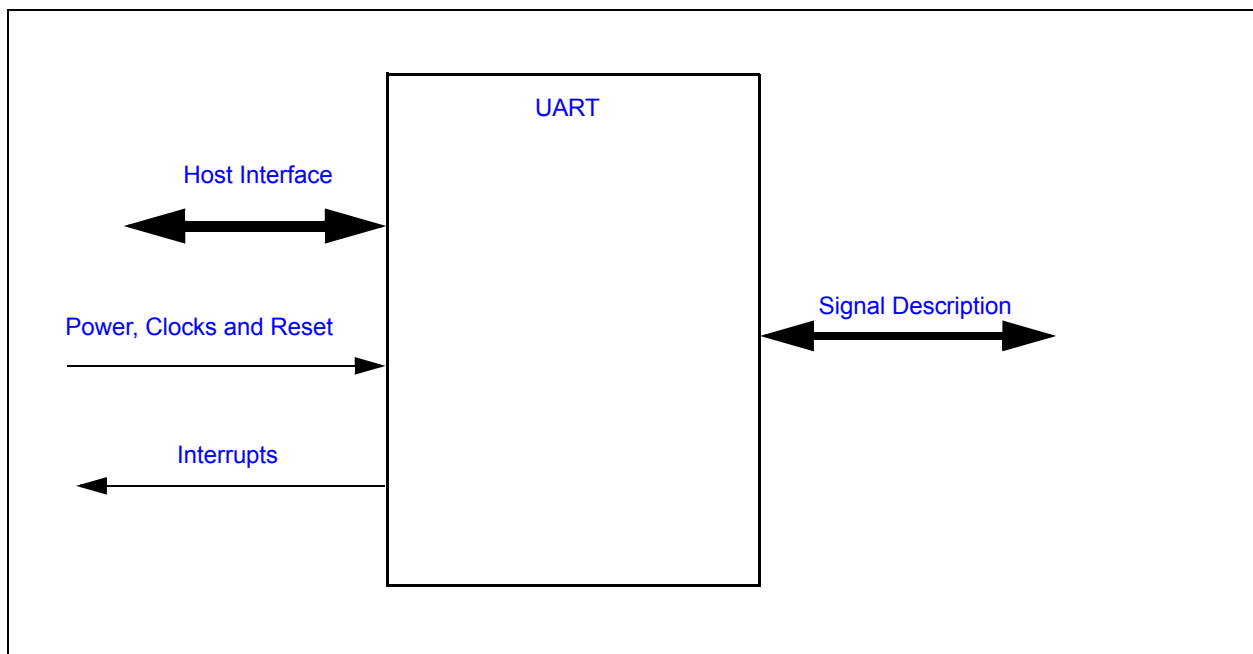 UART
Host Interface
Signal Description
Power, Clocks and Reset
Interrupts